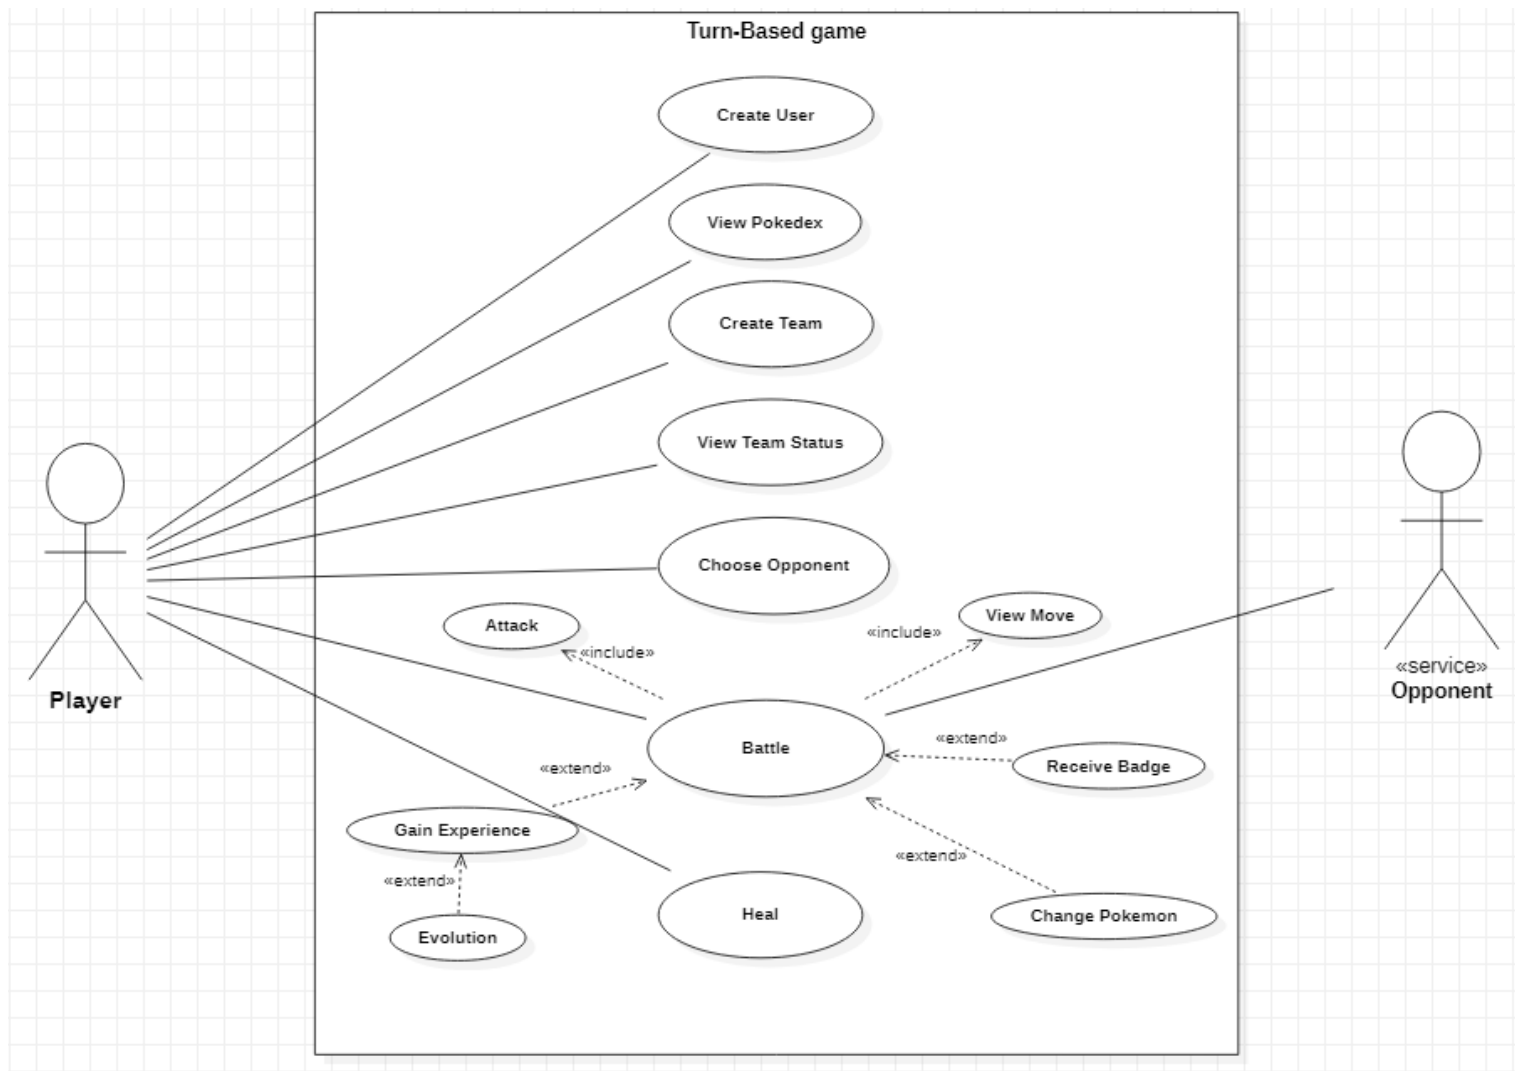 Turn-Based game
Create User
View Pokedex
Create Team
View Team Status
Choose Opponent
Attack
«include»
«include»
View Move
Player
«service»
Opponent
Battle
«extend»
Receive Badge
«extend»
Gain Experience
«extend»
«extend»
Evolution
Heal
Change Pokemon